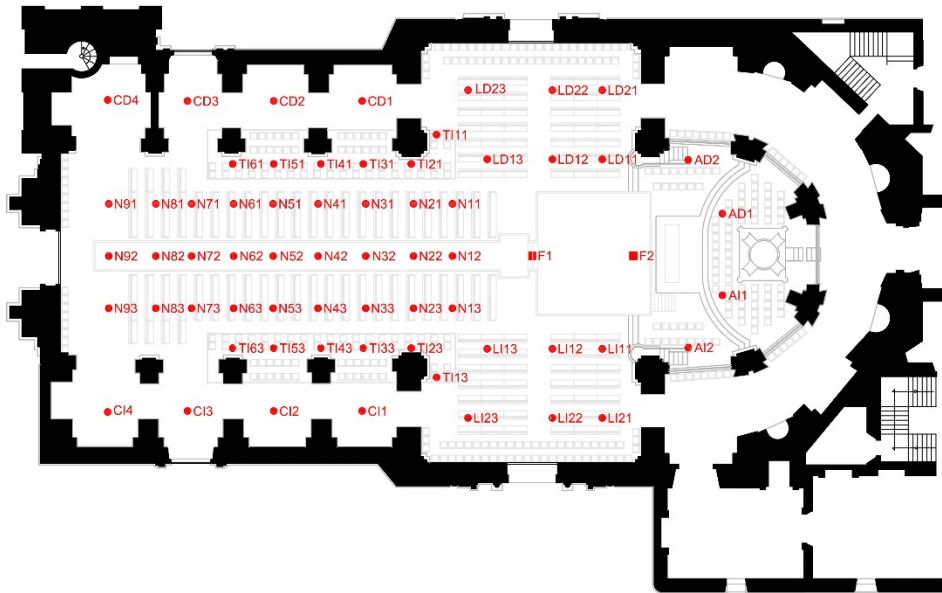 CD4 CD3 CD2 CD1 LD23 LD22 LD21
TI11
TI61 TI51 TI41 TI31 TI21 LD13 LD12 LD11 AD2
N91 N81 N71 N61 N51 N41 N31 N21 N11 AD1
N92 N82 N72 N62 N52 N42 N32 N22 N12 F1 F2
AI1
N93 N83 N73 N63 N53 N43 N33 N23 N13
TI63 TI53 TI43 TI33 TI23 LI13 LI12 LI11 AI2
TI13
CI4 CI3 CI2 CI1 LI23 LI22 LI21